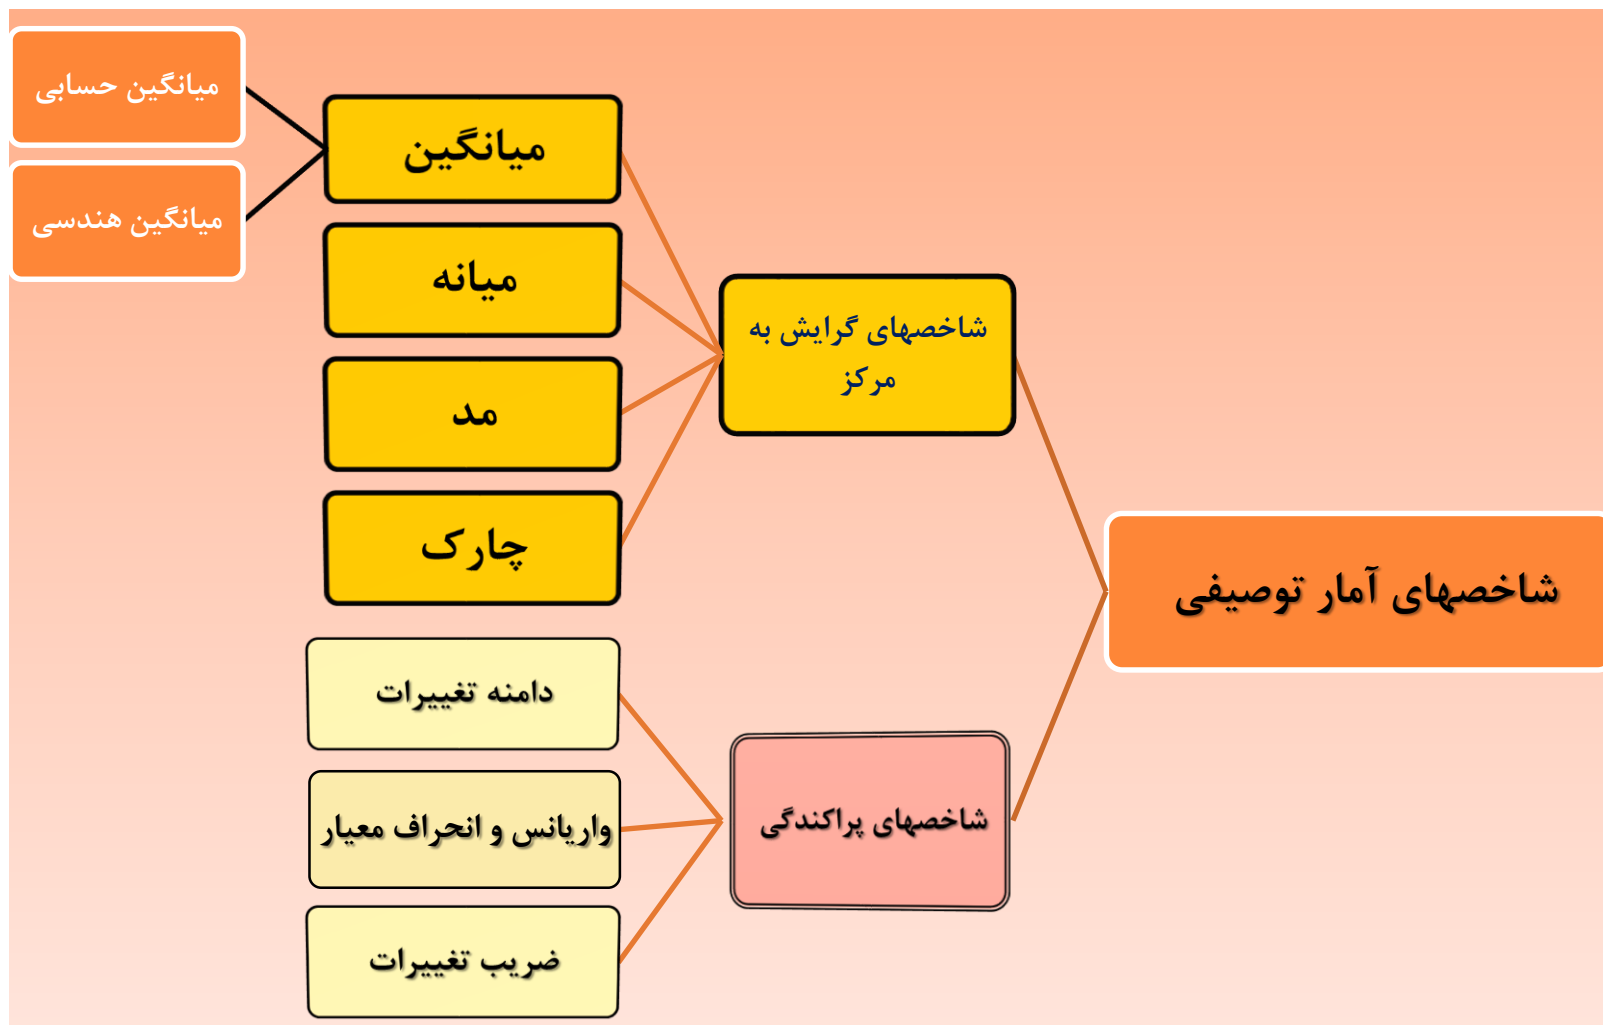 شاخصهای آمار توصیفی
شاخصهای گرایش به
مرکز
میانگین
میانگین حسابی
میانگین هندسی
میانه
مد
چارک
شاخصهای پراکندگی
دامنه تغییرات
واریانس و انحراف معیار
ضریب تغییرات